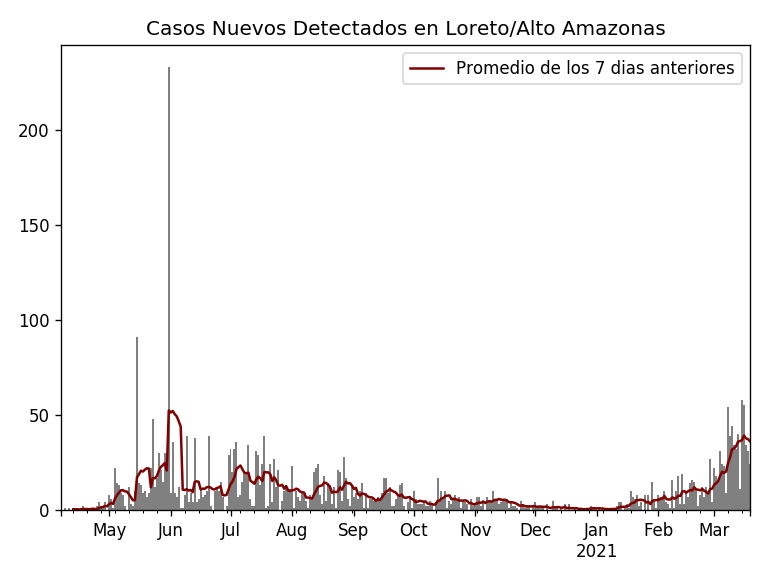 Casos Nuevos Detectados en Loreto/Alto Amazonas
Promedio de los 7 dias anteriores
200
150
100
50
0
May Jun Jul Aug Sep Oct Nov Dec Jan Feb Mar
2021